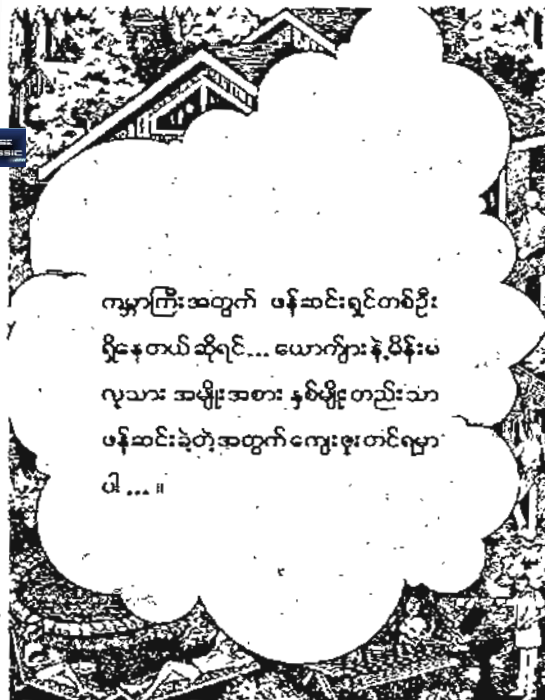 ကမ္ဘာကြီးအတွက် ဖန်ဆင်းရှင်တစ်ဦး
ရှိနေတယ်ဆိုရင်... ယောက်ျားနဲ့မိန်းမ
လူသား အမျိုးအစား နှစ်မျိုးတည်းသာ
ဖန်ဆင်းခဲ့တဲ့အတွက်ကျေးဇူးတင်ရမှာ
ပါ ... ။